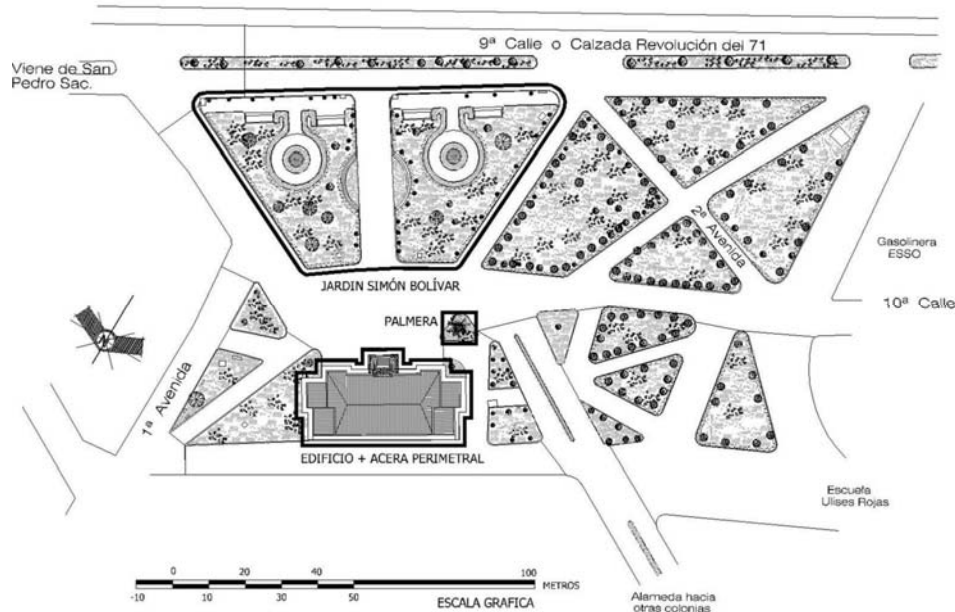 9ª Calle o Calzada Revolución del 71
Viene de San
Pedro Sac.
2ª Avenida
Gasolinera
ESSO
JARDIN SIMÓN BOLÍVAR
10ª Calle
PALMERA
N
1ª Avenida
EDIFICIO + ACERA PERIMETRAL
Escuela
Ulises Rojas
0 20 40 100
METROS
-10 10 30 50
ESCALA GRAFICA
Alameda hacia
otras colonias